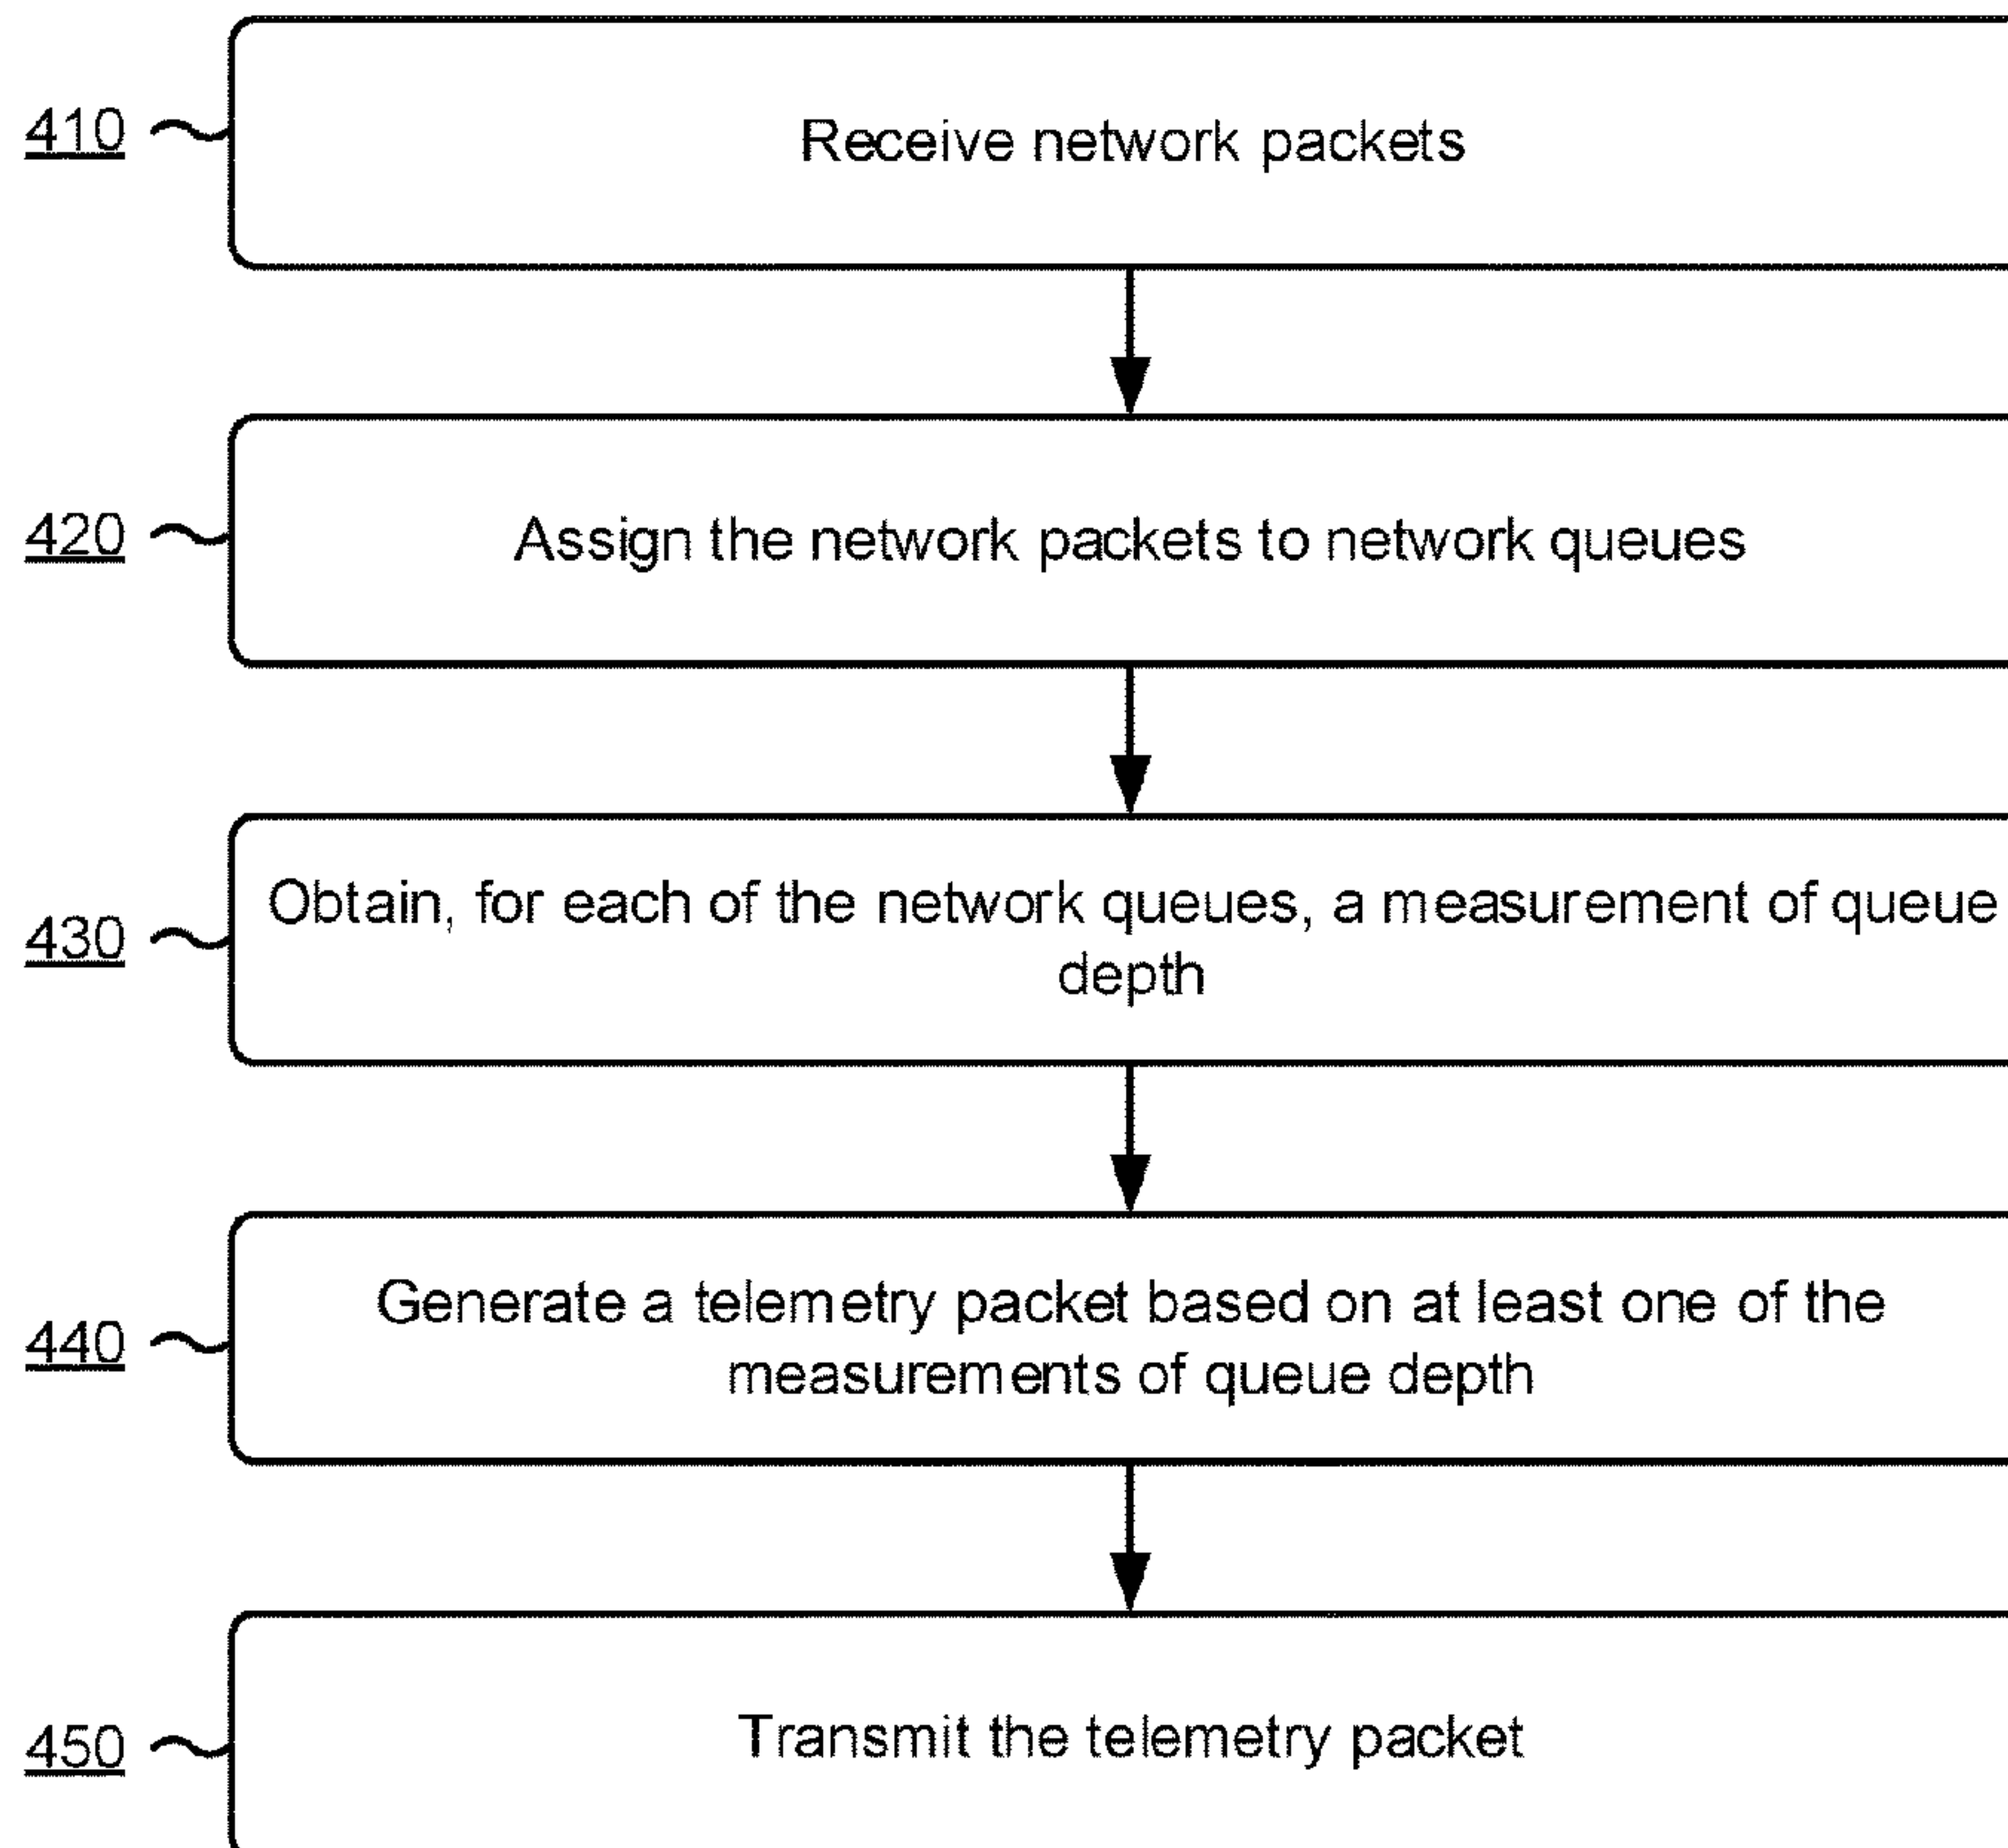 410
Receive network packets
420
Assign the network packets to network queues
430
Obtain, for each of the network queues, a measurement of queue
depth
440
Generate a telemetry packet based on at least one of the
measurements of queue depth
450
Transmit the telemetry packet